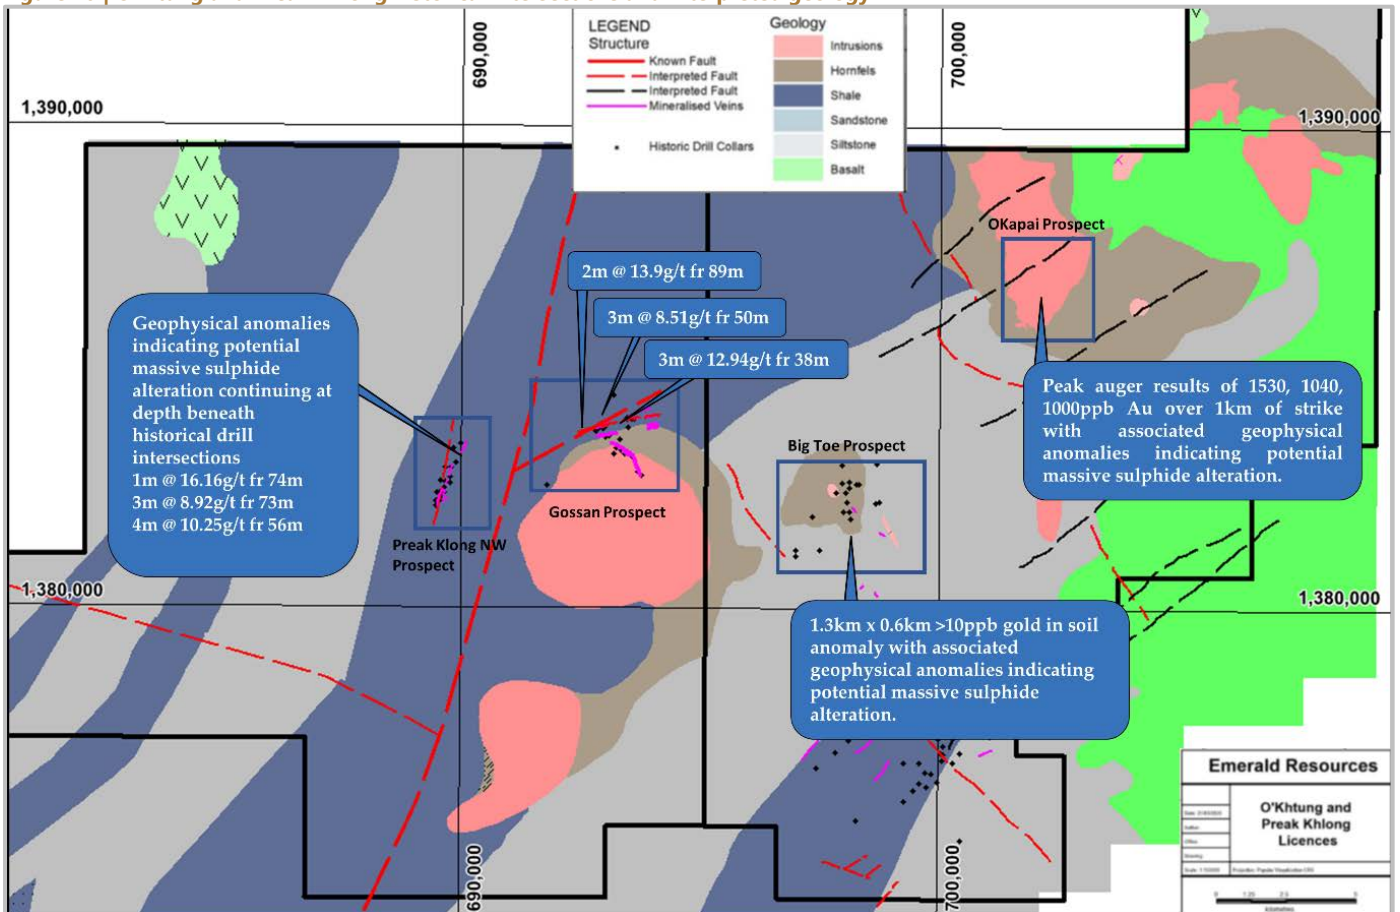 LEGEND
Structure
Known Fault
Interpreted Fault
Interpreted Fault
Mineralised Veins
Historic Drill Collars
Geology
Intrusions
Hornfels
Shale
Sandstone
Siltstone
Basalt
690,000
700,000
1,390,000
1,390,000
OKapai Prospect
2m @ 13.9g/t fr 89m
3m @ 8.51g/t fr 50m
3m @ 12.94g/t fr 38m
Geophysical anomalies
indicating potential
massive sulphide
alteration continuing at
depth beneath
historical drill
intersections
1m @ 16.16g/t fr 74m
3m @ 8.92g/t fr 73m
4m @ 10.25g/t fr 56m
Peak auger results of 1530, 1040,
1000ppb Au over 1km of strike
with associated geophysical
anomalies indicating potential
massive sulphide alteration.
Big Toe Prospect
Gossan Prospect
Preak Klong NW
Prospect
1,380,000
1,380,000
1.3km x 0.6km >10ppb gold in soil
anomaly with associated
geophysical anomalies indicating
potential massive sulphide
alteration.
690,000
700,000
Emerald Resources
O'Khtung and
Preak Khlong
Licences